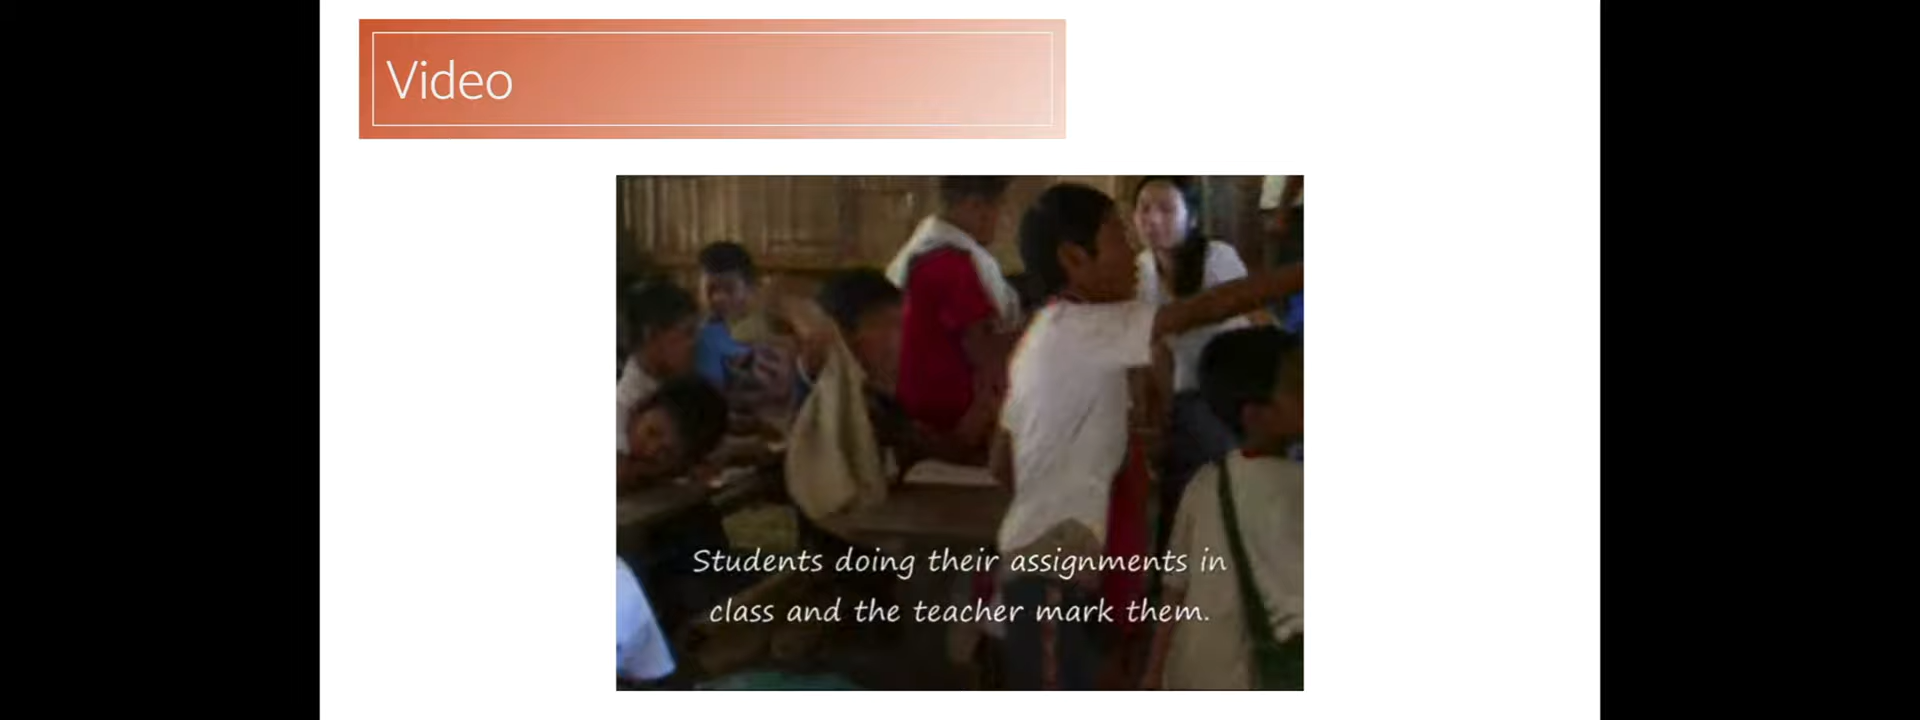 Video
Students doing their assignments in
class and the teacher mark them.